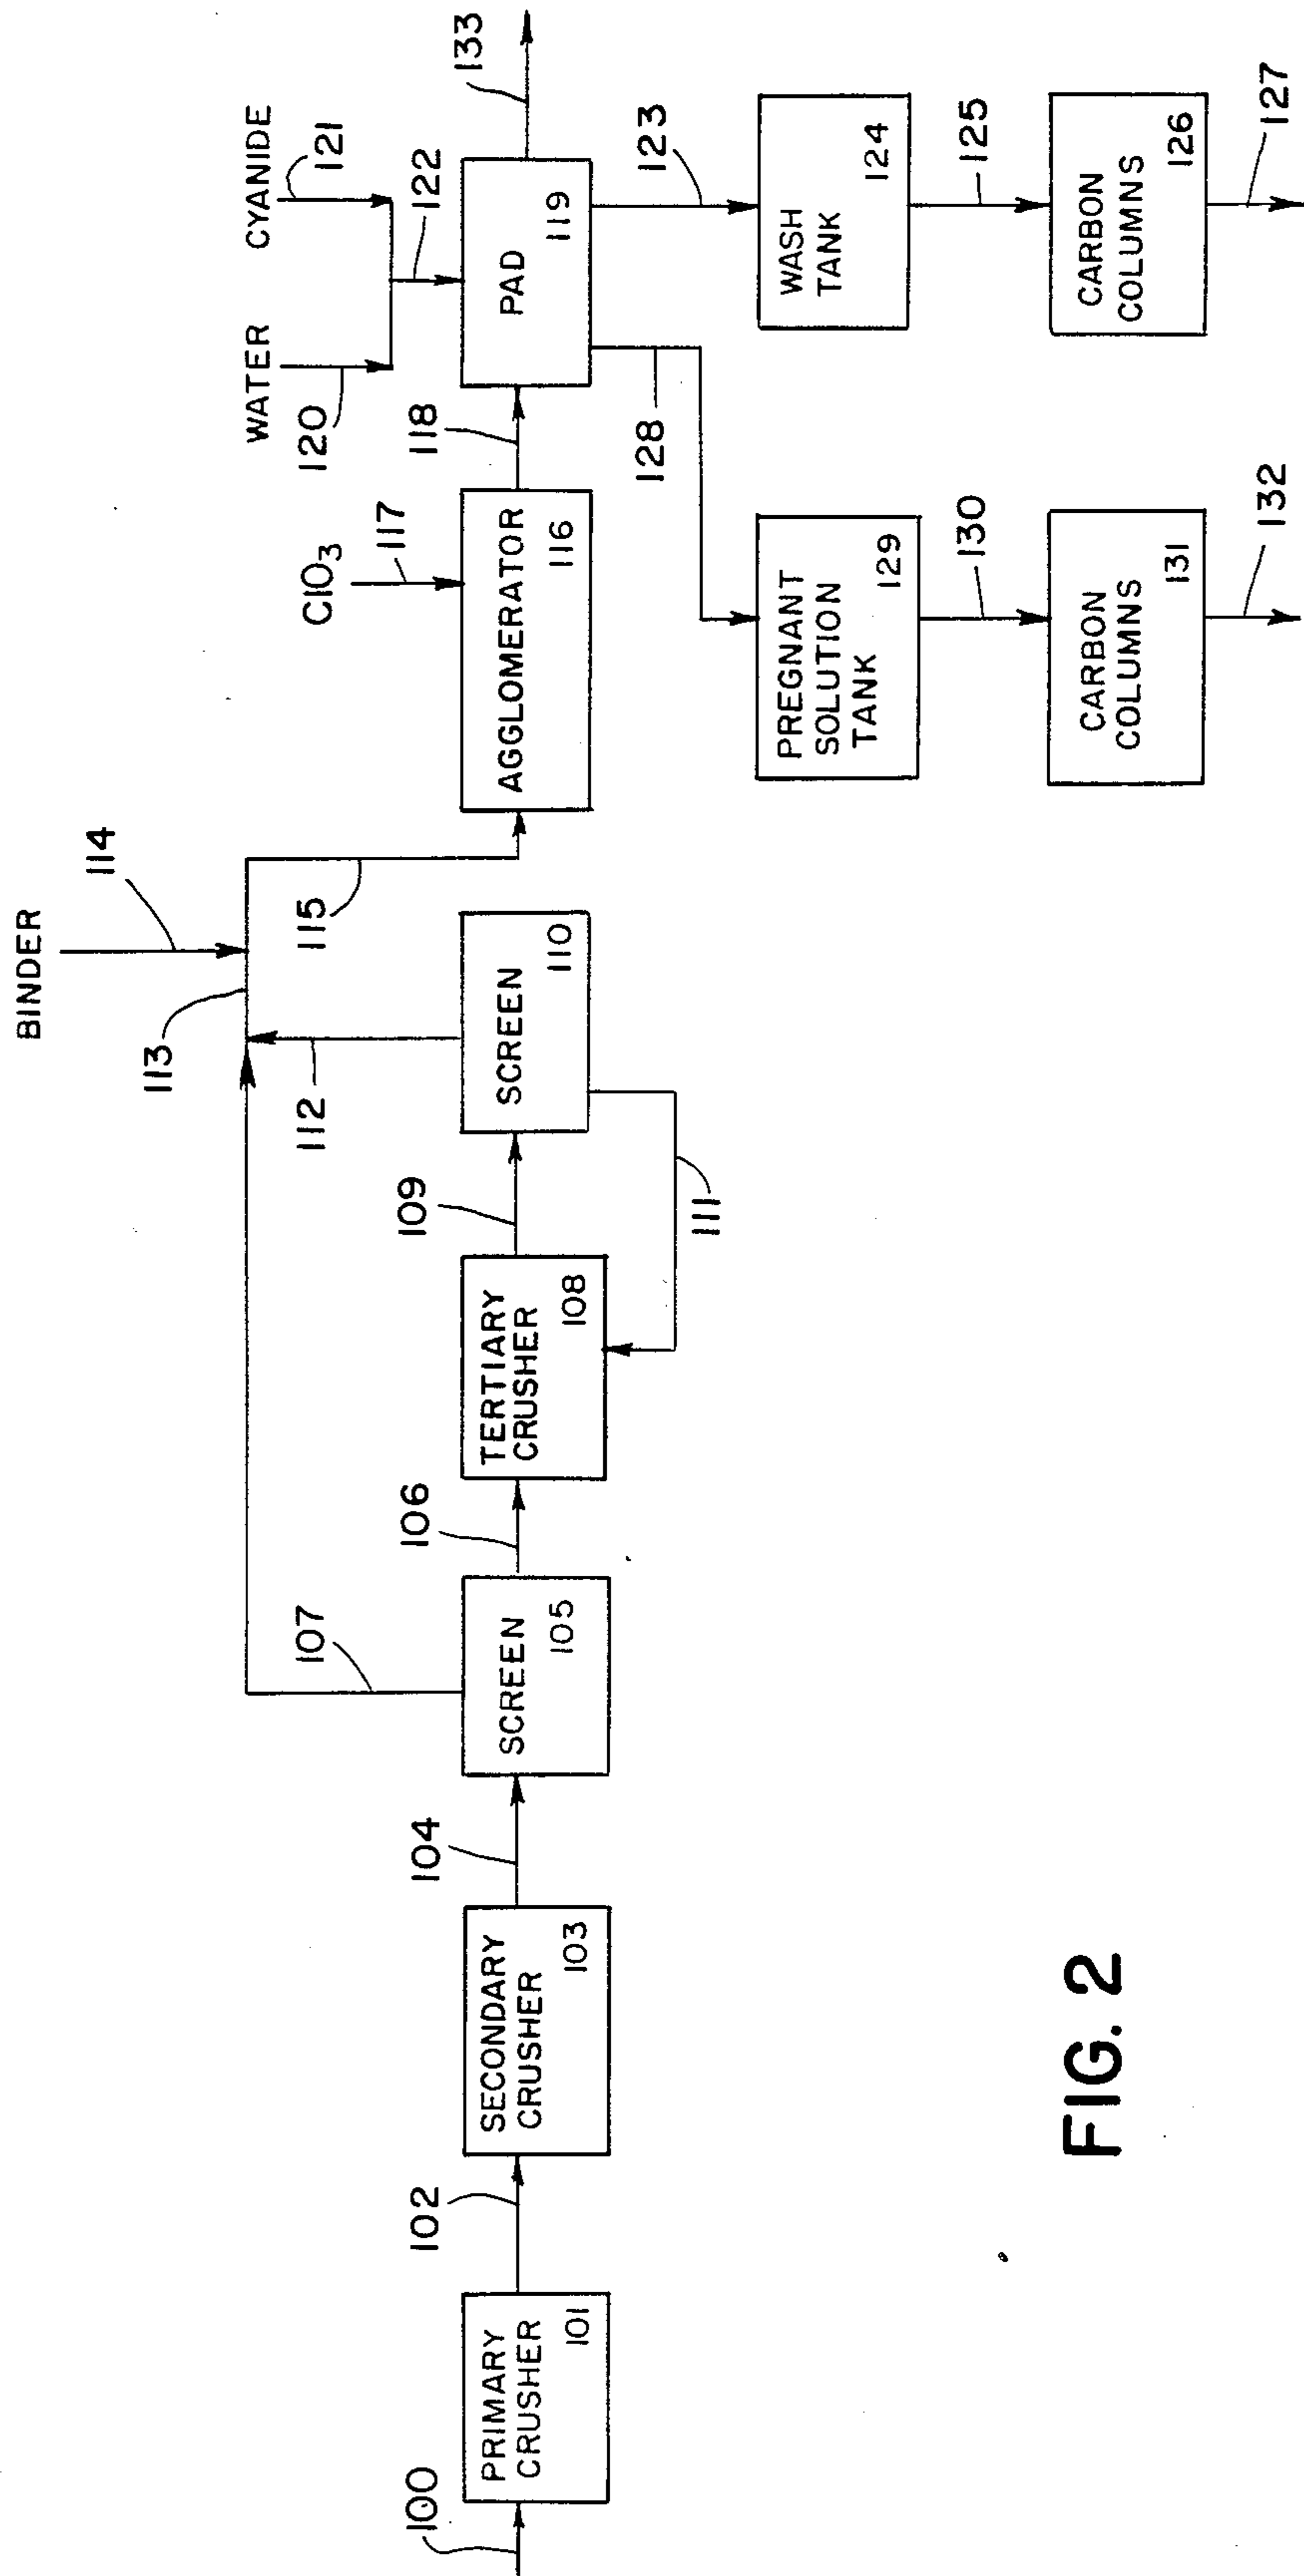 BINDER
114
113
115
112
107
WATER
120
CYANIDE
121
122
ClO3
117
118
133
100
PRIMARY
CRUSHER
101
102
SECONDARY
CRUSHER
103
104
SCREEN
105
106
TERTIARY
CRUSHER
108
109
SCREEN
110
111
AGGLOMERATOR
116
PAD
119
128
123
PREGNANT
SOLUTION
TANK
129
WASH
TANK
124
130
125
CARBON
COLUMNS
131
CARBON
COLUMNS
126
132
127
FIG. 2